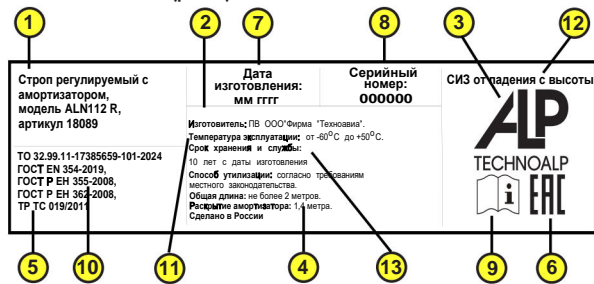 1
2
7
8
3
12
Строп регулируемый с
амортизатором,
модель ALN112 R,
артикул 18089
Дата
изготовления:
мм гггг
Серийный
номер:
000000
СИЗ от падения с высоты
ALP
TECHNOALP
i EAC
ТО 32.99.11-17385659-101-2024
ГОСТ EN 354-2019,
ГОСТ Р ЕН 355-2008,
ГОСТ Р ЕН 362-2008,
ТР ТС 019/2011
Изготовитель: ПВ ООО"Фирма "Техноавиа".
Температура эксплуатации: от -60°С до +50°С.
Срок хранения и службы:
10 лет с даты изготовления
Способ утилизации: согласно требованиям
местного законодательства.
Общая длина: не более 2 метров.
Раскрытие амортизатора: 1,4 метра.
Сделано в России
5
10
11
4
13
9
6